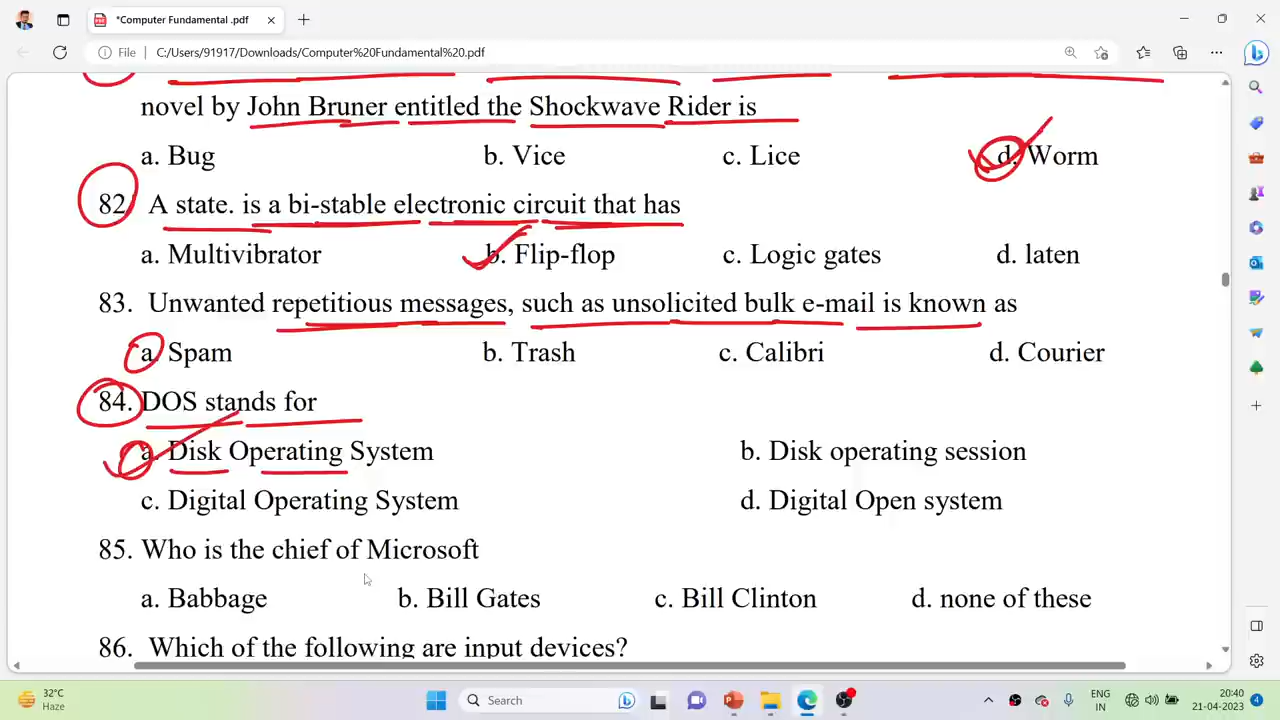 *Computer Fundamental .pdf
File C:/Users/91917/Downloads/Computer%20Fundamental%20.pdf
novel by John Bruner entitled the Shockwave Rider is
a. Bug b. Vice c. Lice d. Worm
82. A state. is a bi-stable electronic circuit that has
a. Multivibrator b. Flip-flop c. Logic gates d. laten
83. Unwanted repetitious messages, such as unsolicited bulk e-mail is known as
a. Spam b. Trash c. Calibri d. Courier
84. DOS stands for
a. Disk Operating System b. Disk operating session
c. Digital Operating System d. Digital Open system
85. Who is the chief of Microsoft
a. Babbage b. Bill Gates c. Bill Clinton d. none of these
86. Which of the following are input devices?
32°C
Haze
Search
ENG
IN
20:40
21-04-2023
4